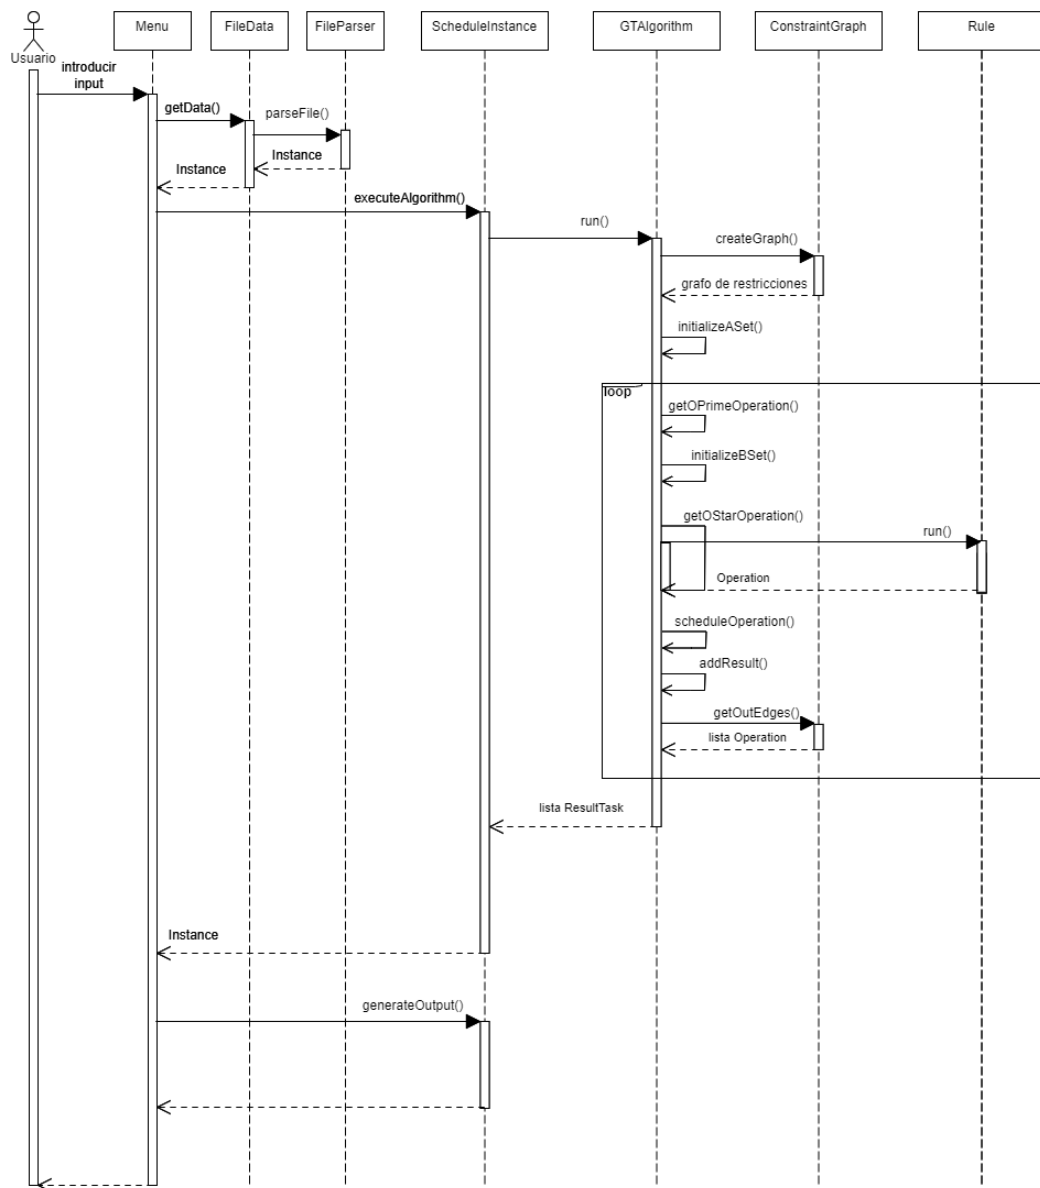 Menu
FileData
FileParser
ScheduleInstance
GTAlgorithm
ConstraintGraph
Rule
Usuario
introducir
input
getData()
parseFile()
Instance
Instance
executeAlgorithm()
run()
createGraph()
grafo de restricciones
initializeASet()
loop
getOPrimeOperation()
initializeBSet()
getOStarOperation()
run()
Operation
scheduleOperation()
addResult()
getOutEdges()
lista Operation
lista ResultTask
Instance
generateOutput()